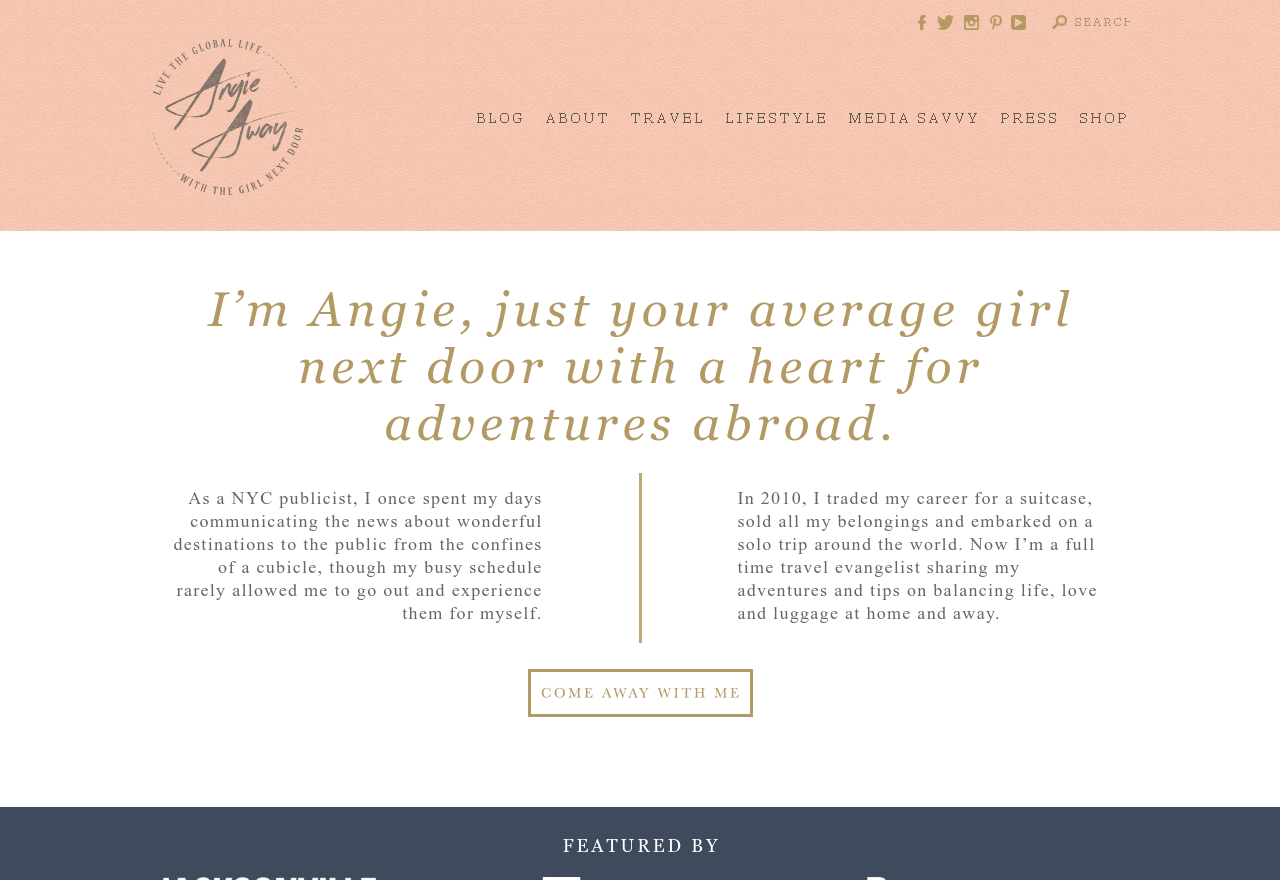 SEARCH
LIVE THE GLOBAL LIFE
Angie
Away
WITH THE GIRL NEXT DOOR
BLOG ABOUT TRAVEL LIFESTYLE MEDIA SAVVY PRESS SHOP
I’m Angie, just your average girl
next door with a heart for
adventures abroad.
As a NYC publicist, I once spent my days
communicating the news about wonderful
destinations to the public from the confines
of a cubicle, though my busy schedule
rarely allowed me to go out and experience
them for myself.
In 2010, I traded my career for a suitcase,
sold all my belongings and embarked on a
solo trip around the world. Now I’m a full
time travel evangelist sharing my
adventures and tips on balancing life, love
and luggage at home and away.
COME AWAY WITH ME
FEATURED BY